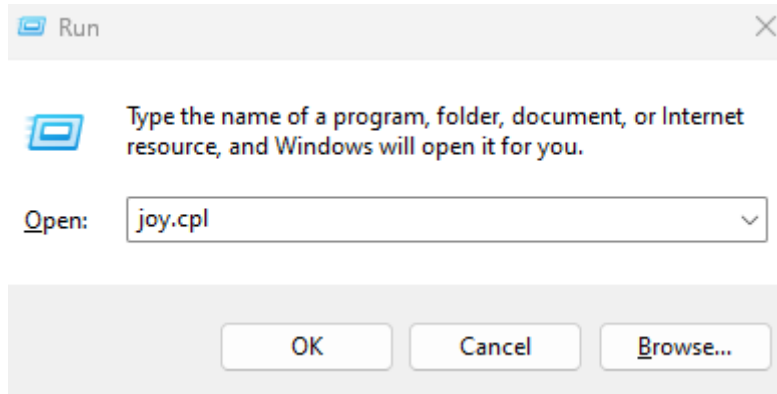 Run
Type the name of a program, folder, document, or Internet
resource, and Windows will open it for you.
Open: joy.cpl
OK Cancel Browse...